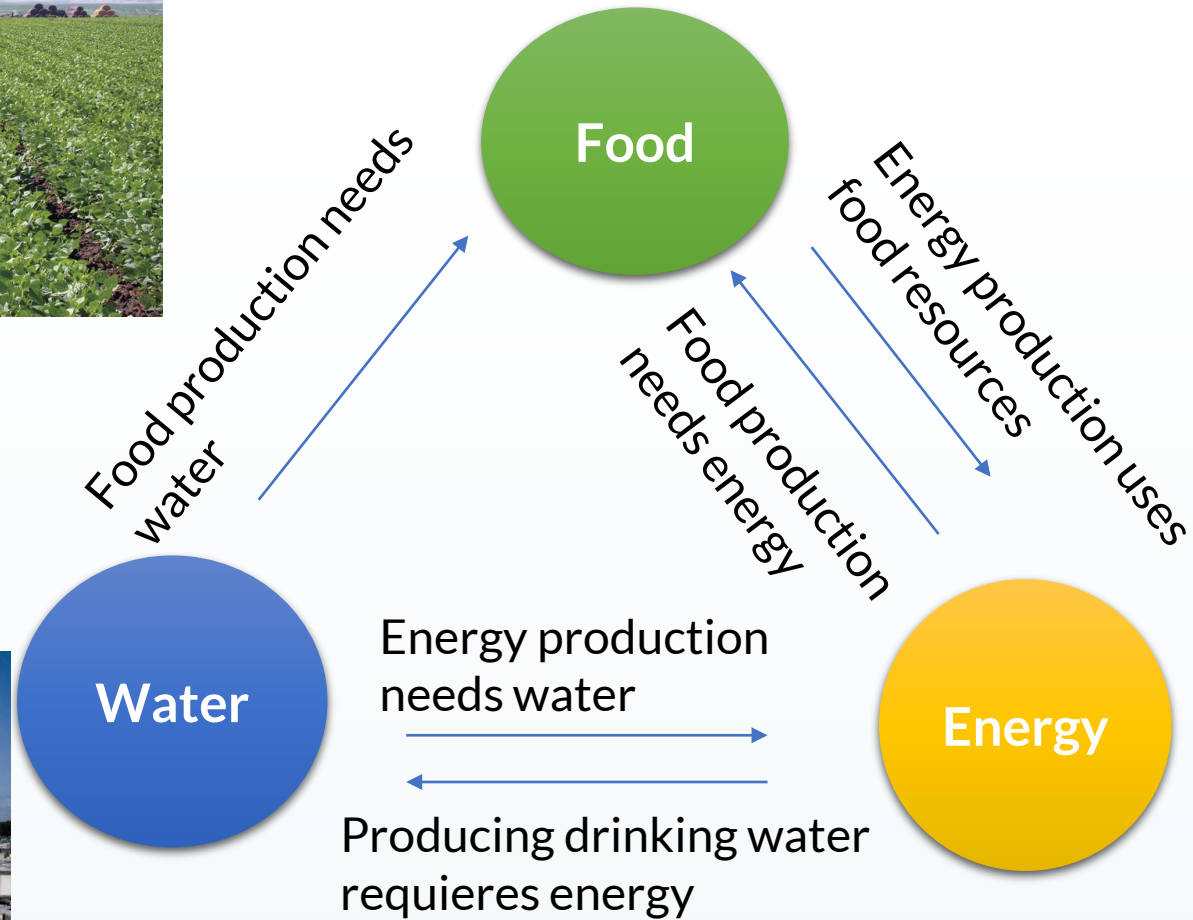 Food
Food production needs
water
Energy production uses
food resources
Food production
needs energy
Energy production
needs water
Water
Energy
Producing drinking water
requieres energy